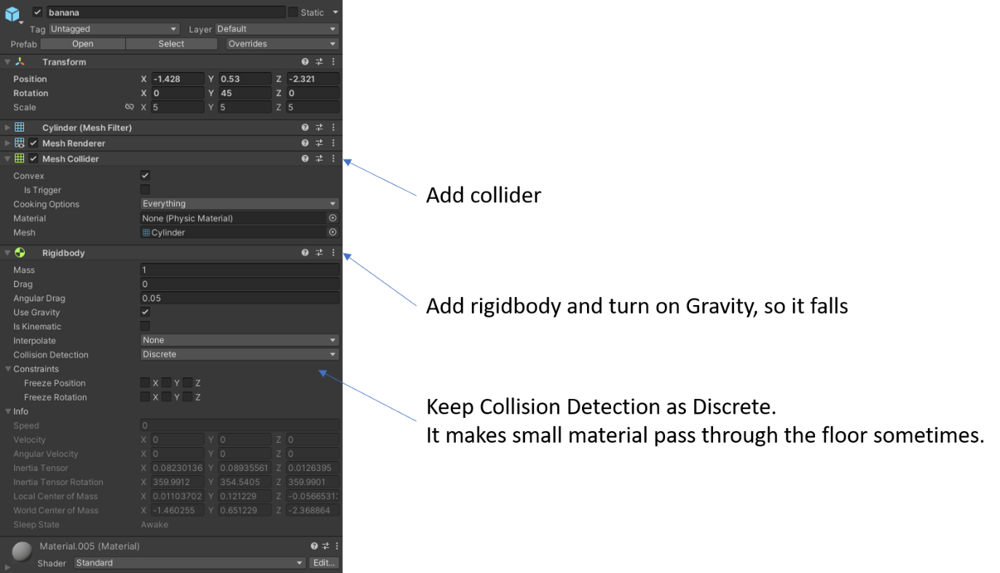 banana Static
Tag Untagged Layer Default
Prefab Open Select Overrides
Transform
Position X -1.428 Y 0.53 Z -2.321
Rotation X 0 Y 45 Z 0
Scale X 5 Y 5 Z 5
Cylinder (Mesh Filter)
Mesh Renderer
Mesh Collider
Convex
Is Trigger
Cooking Options Everything
Material None (Physic Material)
Mesh Cylinder
Rigidbody
Mass 1
Drag 0
Angular Drag 0.05
Use Gravity
Is Kinematic
Interpolate None
Collision Detection Discrete
Constraints
Freeze Position X Y Z
Freeze Rotation X Y Z
Info
Speed 0
Velocity X 0 Y 0 Z 0
Angular Velocity X 0 Y 0 Z 0
Inertia Tensor X 0.08230136 Y 0.08935561 Z 0.0126395
Inertia Tensor Rotation X 359.9912 Y 354.5405 Z 359.9901
Local Center of Mass X 0.01103702 Y 0.121229 Z -0.0566531
World Center of Mass X -1.460255 Y 0.651229 Z -2.368864
Sleep State Awake
Material.005 (Material)
Shader Standard Edit...
Add collider
Add rigidbody and turn on Gravity, so it falls
Keep Collision Detection as Discrete.
It makes small material pass through the floor sometimes.